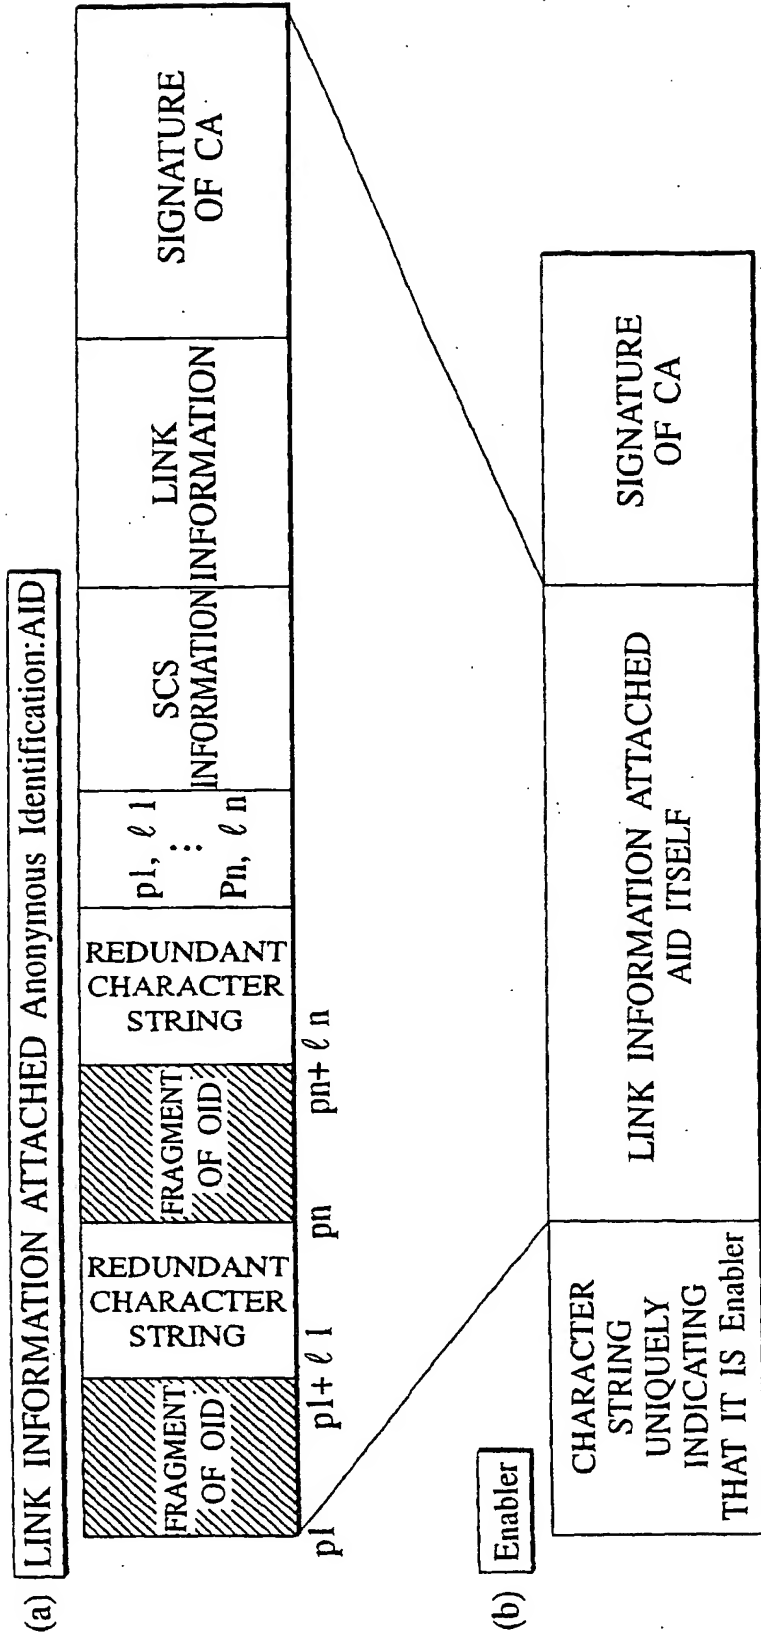 (a) LINK INFORMATION ATTACHED Anonymous Identification:AID
FRAGMENT
OF OID
REDUNDANT
CHARACTER
STRING
FRAGMENT
OF OID
REDUNDANT
CHARACTER
STRING
p1, ℓ 1
⋮
Pn, ℓ n
SCS
INFORMATION
LINK
INFORMATION
SIGNATURE
OF CA
p1
p1+ ℓ 1
pn
pn+ ℓ n
(b) Enabler
CHARACTER
STRING
UNIQUELY
INDICATING
THAT IT IS Enabler
LINK INFORMATION ATTACHED
AID ITSELF
SIGNATURE
OF CA